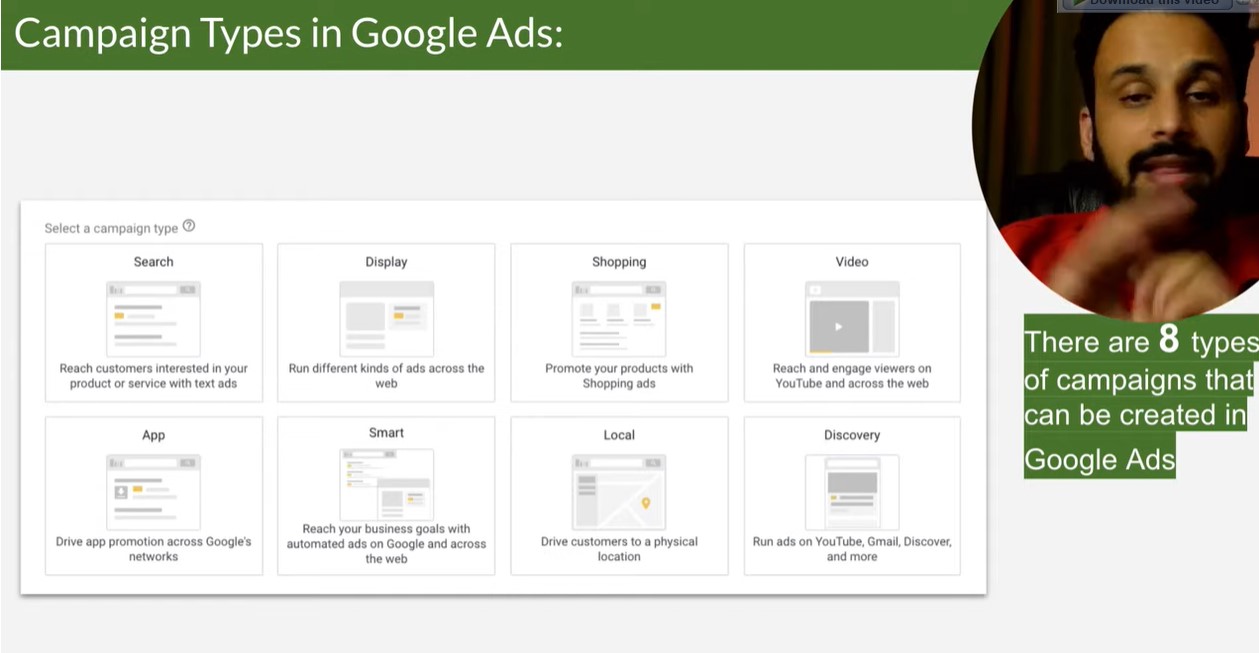 Download this video
Campaign Types in Google Ads:
Select a campaign type ?
Search
Reach customers interested in your
product or service with text ads
Display
Run different kinds of ads across the
web
Shopping
Promote your products with
Shopping ads
Video
Reach and engage viewers on
YouTube and across the web
App
Drive app promotion across Google's
networks
Smart
Reach your business goals with
automated ads on Google and across
the web
Local
Drive customers to a physical
location
Discovery
Run ads on YouTube, Gmail, Discover,
and more
There are 8 types
of campaigns that
can be created in
Google Ads